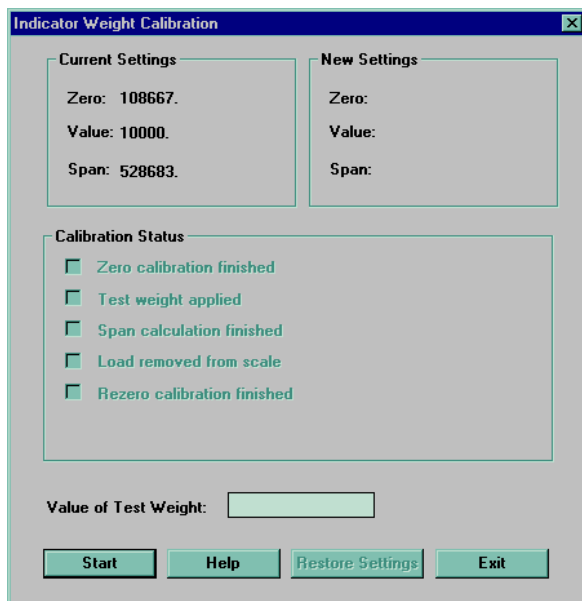 Indicator Weight Calibration
Current Settings
Zero: 108667.
Value: 10000.
Span: 528683.
New Settings
Zero:
Value:
Span:
Calibration Status
Zero calibration finished
Test weight applied
Span calculation finished
Load removed from scale
Rezero calibration finished
Value of Test Weight:
Start Help Restore Settings Exit